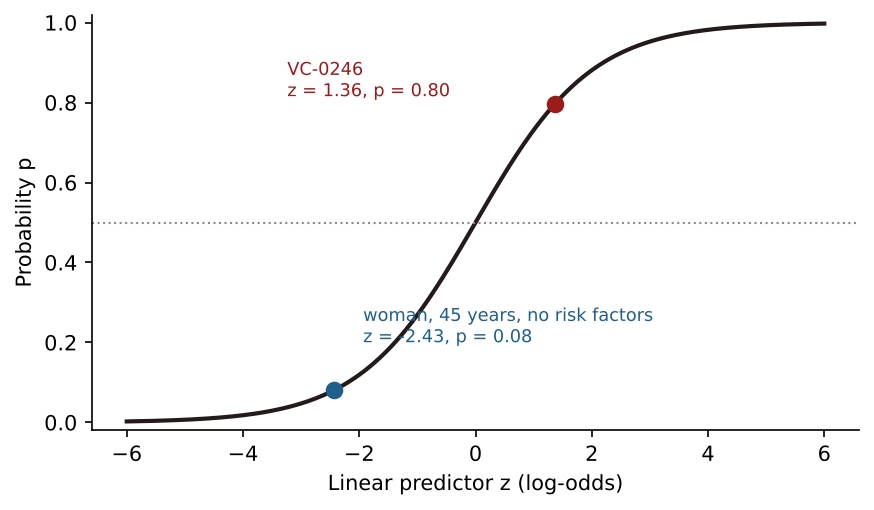 1.0
VC-0246
z = 1.36, p = 0.80
0.8
0.6
Probability p
0.4
woman, 45 years, no risk factors
z = −2.43, p = 0.08
0.2
0.0
−6 −4 −2 0 2 4 6
Linear predictor z (log-odds)